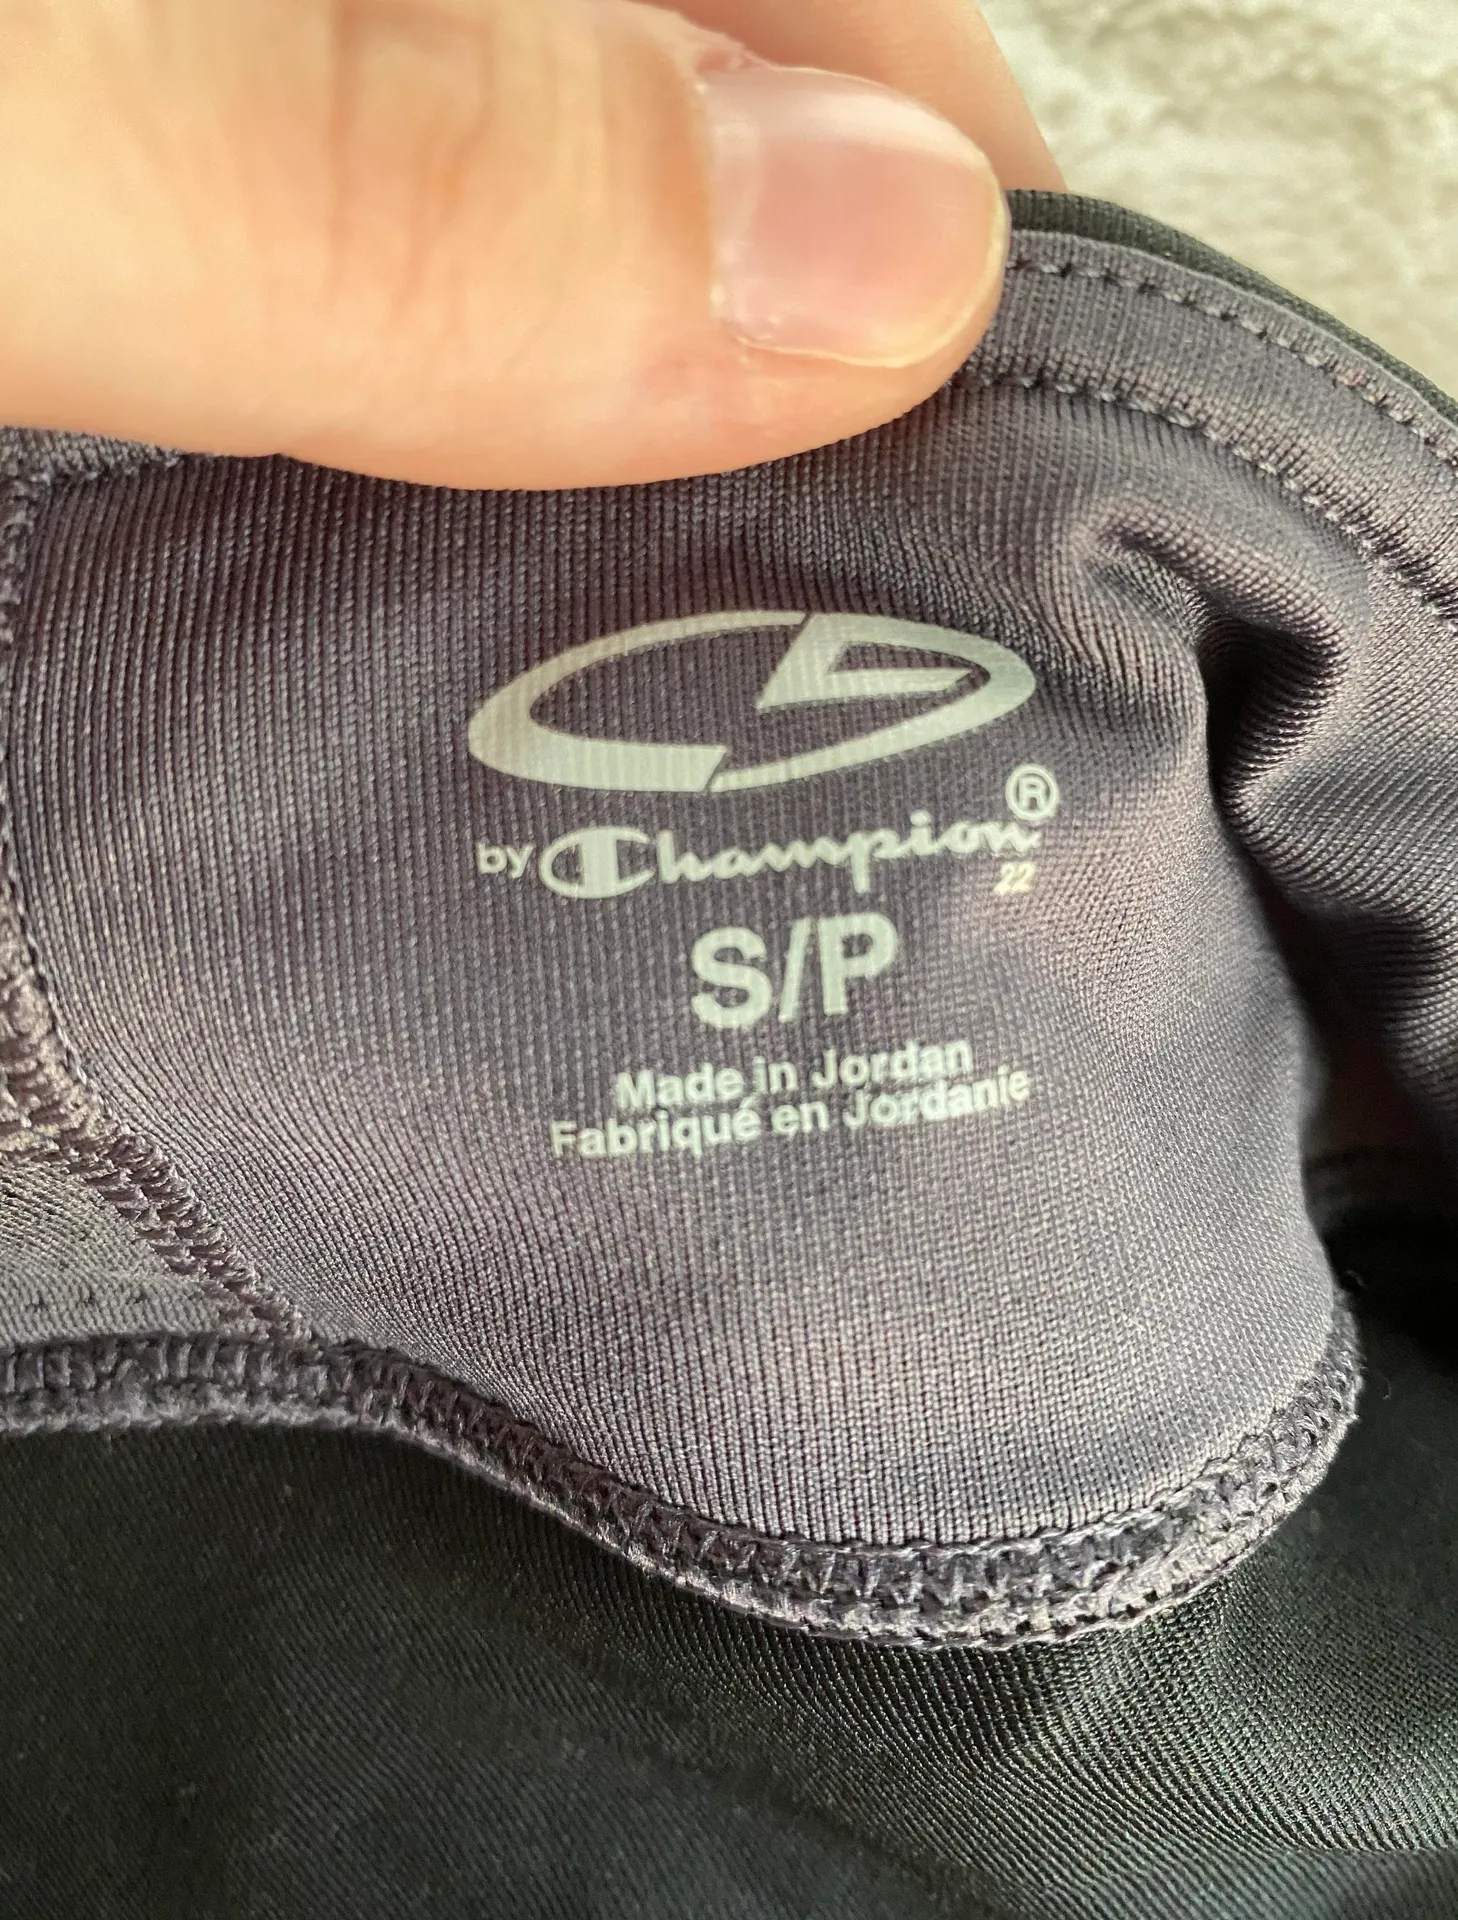 by Champion®
22
S/P
Made in Jordan
Fabriqué en Jordanie